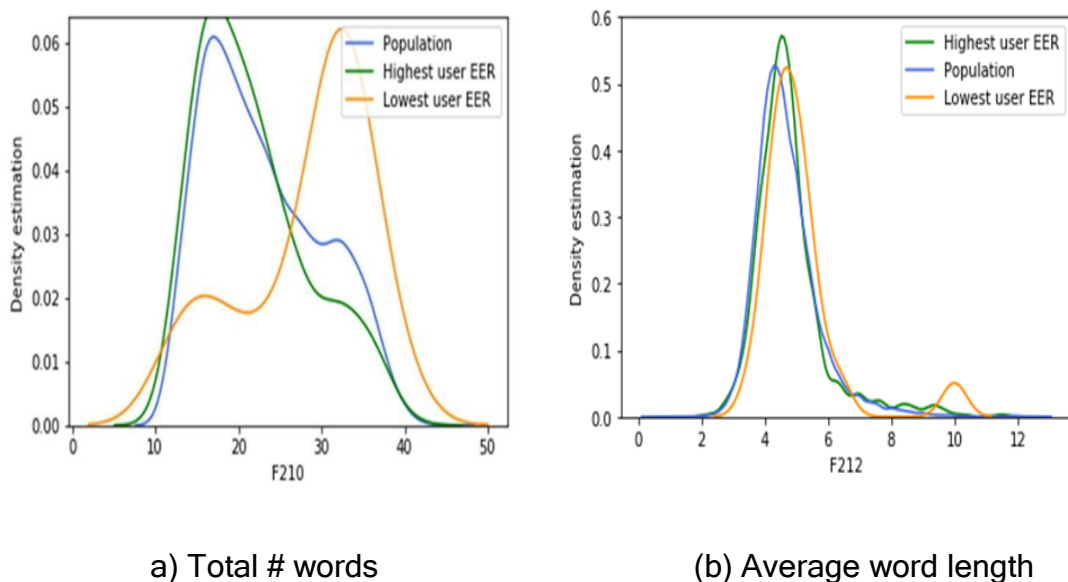 0.06
0.05
0.04
0.03
0.02
0.01
0.00
Density estimation
0 10 20 30 40 50
F210
Population
Highest user EER
Lowest user EER
0.6
0.5
0.4
0.3
0.2
0.1
0.0
Density estimation
0 2 4 6 8 10 12
F212
Highest user EER
Population
Lowest user EER
a) Total # words
(b) Average word length